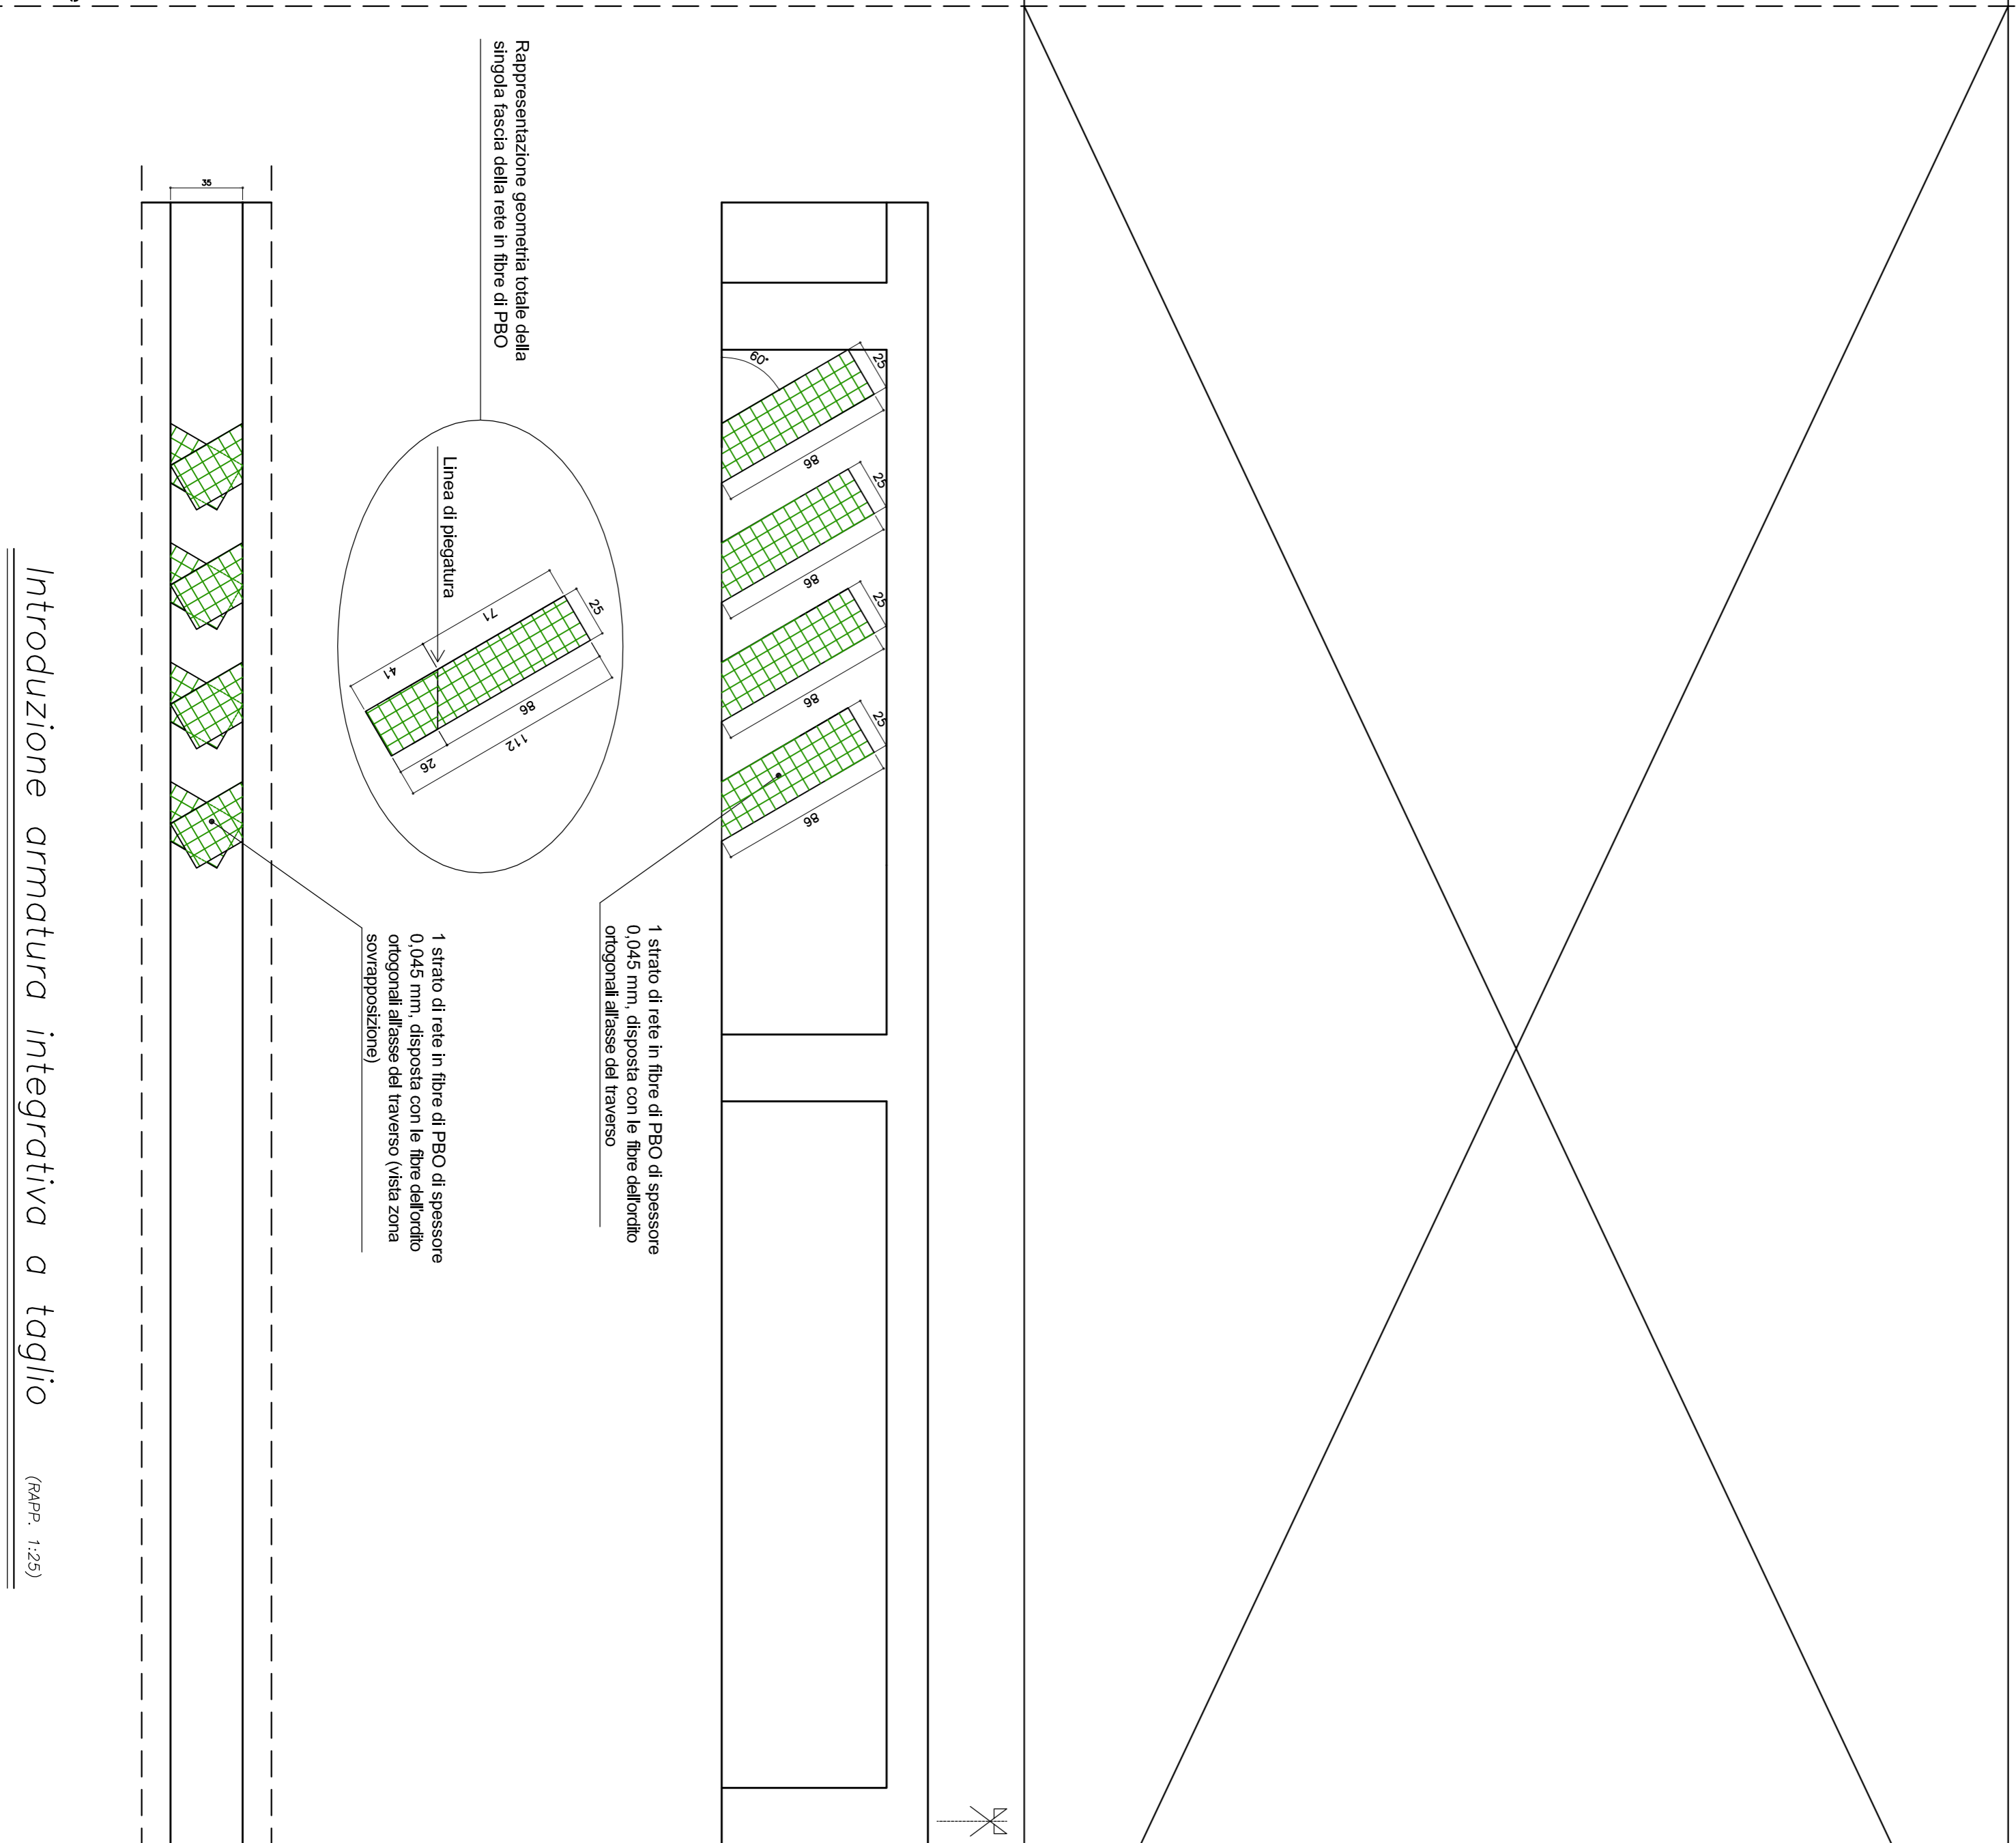 60°
25
86
25
86
25
86
25
86
1 strato di rete in fibre di PBO di spessore
0,045 mm, disposta con le fibre dell'ordito
ortogonali all'asse del traverso
Rappresentazione geometria totale della
singola fascia della rete in fibre di PBO
Linea di piegatura
25
71
41
86
26
112
1 strato di rete in fibre di PBO di spessore
0,045 mm, disposta con le fibre dell'ordito
ortogonali all'asse del traverso (vista zona
sovrapposizione)
35
Introduzione armatura integrativa a taglio (RAPP. 1:25)